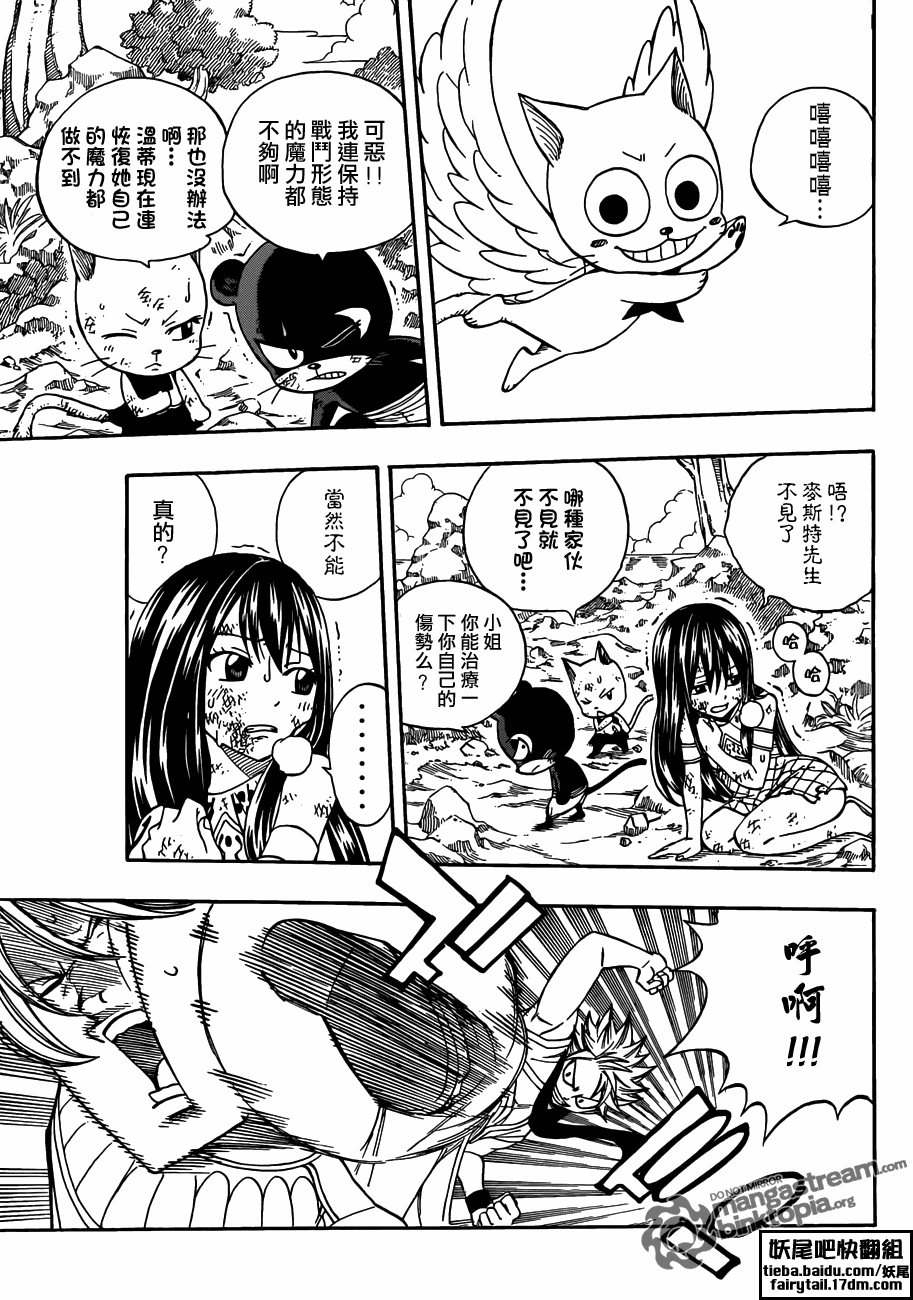 嘻
嘻
嘻
嘻
…
可惡!!
我連保持
戰鬥形態
的魔力都
不夠啊
那也沒辦法
啊…
溫蒂現在連
恢復她自己
的魔力都
做不到
唔!?
麥斯特先生
不見了
哪種家伙
不見就
不見了吧…
哈
哈
小姐
你能治療一
下你自己的
傷勢么?
當然不能
真的?
……
呼啊!!!
DO NOT MIRROR
mangastream.com
binktopia.org
妖尾吧快翻組
tieba.baidu.com/妖尾
fairytail.17dm.com